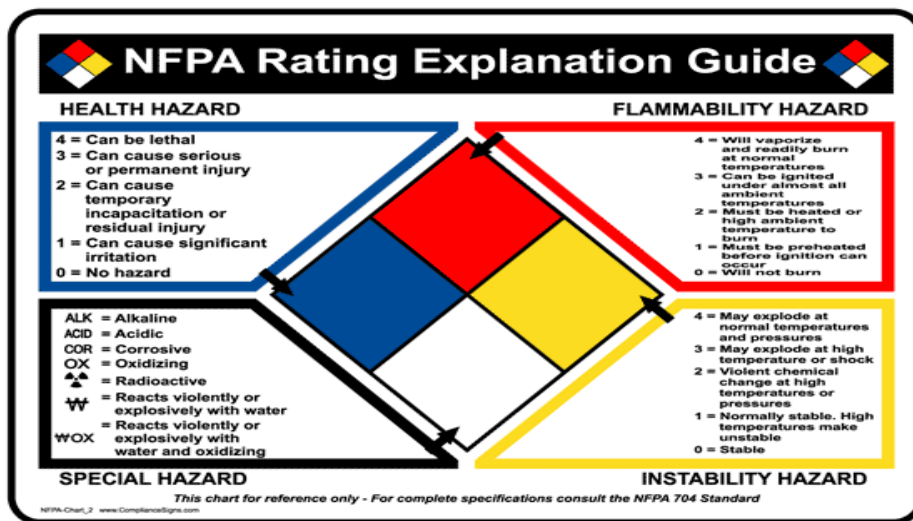 NFPA Rating Explanation Guide
HEALTH HAZARD
4 = Can be lethal
3 = Can cause serious
or permanent injury
2 = Can cause
temporary
incapacitation or
residual injury
1 = Can cause significant
irritation
0 = No hazard
FLAMMABILITY HAZARD
4 = Will vaporize
and readily burn
at normal
temperatures
3 = Can be ignited
under almost all
ambient
temperatures
2 = Must be heated or
high ambient
temperature to
burn
1 = Must be preheated
before ignition can
occur
0 = Will not burn
ALK = Alkaline
ACID = Acidic
COR = Corrosive
OX = Oxidizing
= Radioactive
W = Reacts violently or
explosively with water
WOX = Reacts violently or
explosively with
water and oxidizing
SPECIAL HAZARD
4 = May explode at
normal temperatures
and pressures
3 = May explode at high
temperature or shock
2 = Violent chemical
change at high
temperatures or
pressures
1 = Normally stable. High
temperatures make
unstable
0 = Stable
INSTABILITY HAZARD
This chart for reference only - For complete specifications consult the NFPA 704 Standard
NFPA-Chart_2 www.ComplianceSigns.com